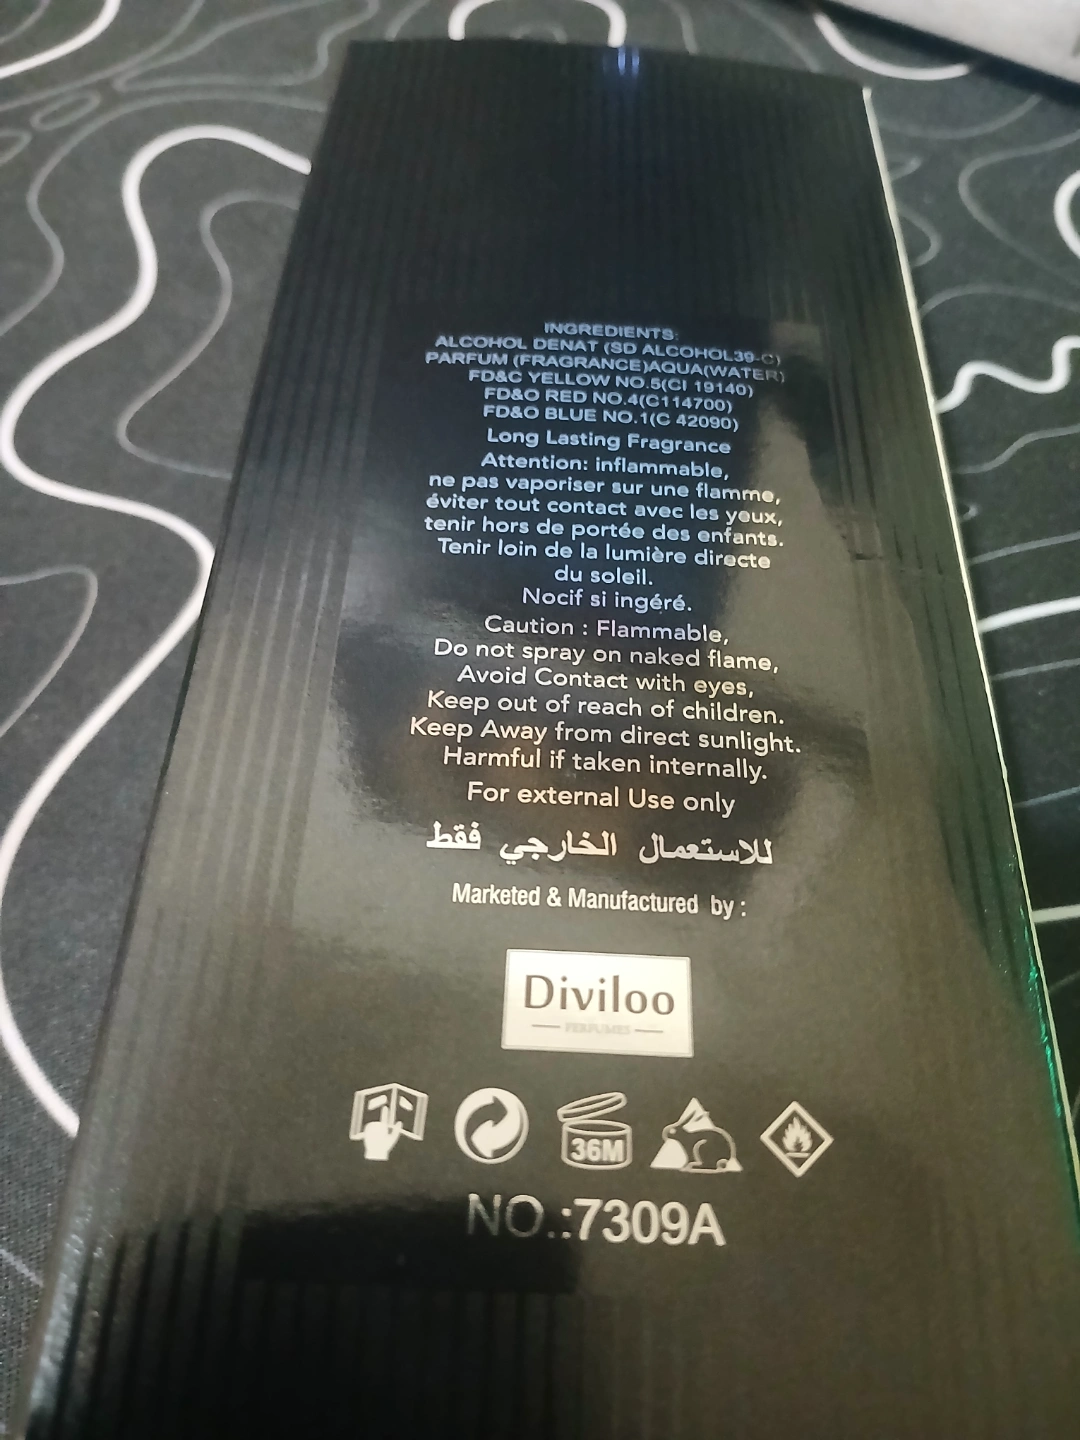 INGREDIENTS:
ALCOHOL DENAT (SD ALCOHOL39-C)
PARFUM (FRAGRANCE)AQUA(WATER)
FD&C YELLOW NO.5(CI 19140)
FD&O RED NO.4(C114700)
FD&O BLUE NO.1(C 42090)
Long Lasting Fragrance
Attention: inflammable,
ne pas vaporiser sur une flamme,
éviter tout contact avec les yeux,
tenir hors de portée des enfants.
Tenir loin de la lumière directe
du soleil.
Nocif si ingéré.
Caution : Flammable,
Do not spray on naked flame,
Avoid Contact with eyes,
Keep out of reach of children.
Keep Away from direct sunlight.
Harmful if taken internally.
For external Use only
للاستعمال الخارجي فقط
Marketed & Manufactured by :
Diviloo
PERFUMES
36M
NO.:7309A